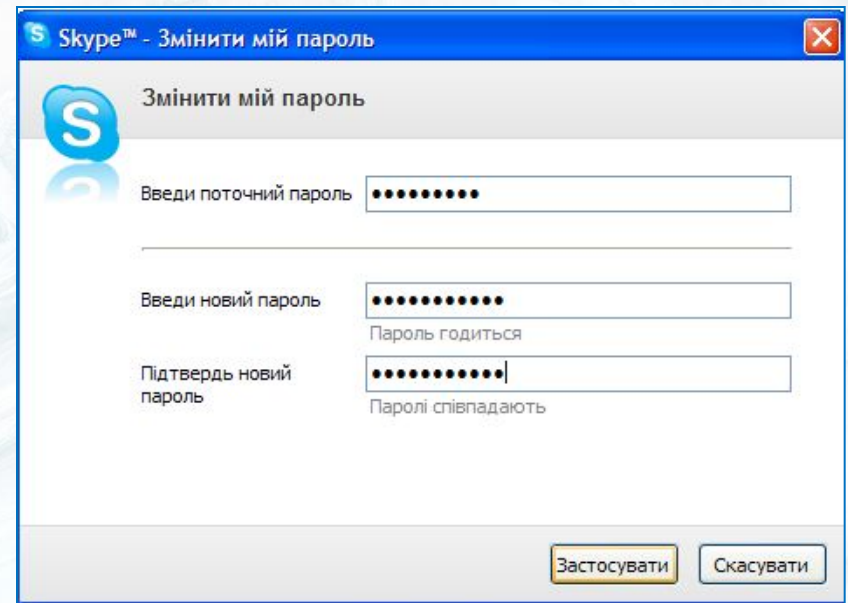 Skype™ - Змінити мій пароль
Змінити мій пароль
Введи поточний пароль •••••••••
Введи новий пароль •••••••••••
Пароль годиться
Підтвердь новий
пароль •••••••••••
Паролі співпадають
Застосувати Скасувати